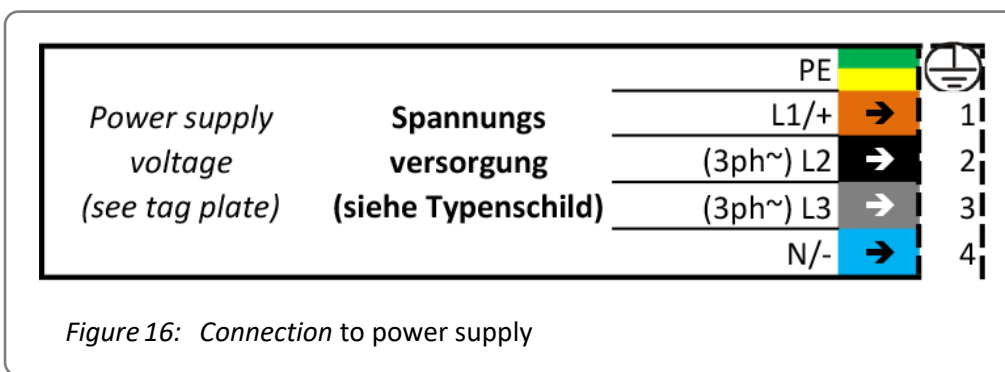 PE
Power supply Spannungs L1/+ ➔ 1
voltage versorgung (3ph~) L2 ➔ 2
(see tag plate) (siehe Typenschild) (3ph~) L3 ➔ 3
N/- ➔ 4
Figure 16: Connection to power supply